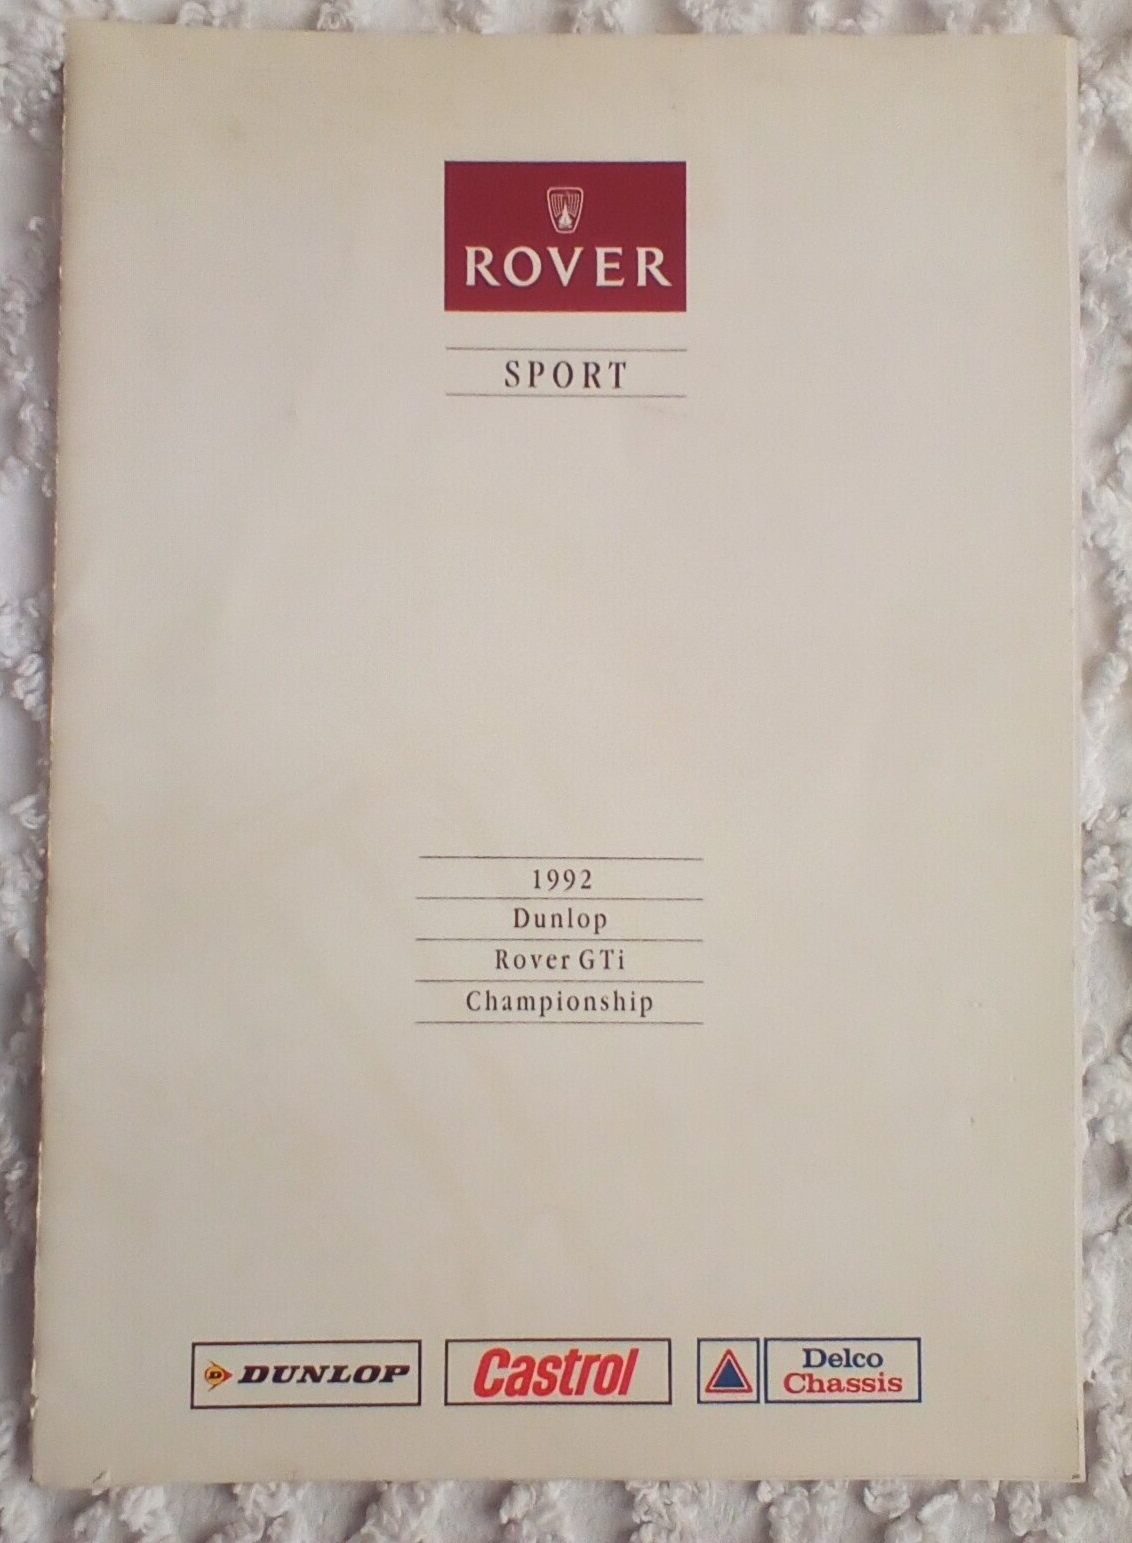 ROVER
SPORT
1992
Dunlop
Rover GTi
Championship
D DUNLOP
Castrol
Delco
Chassis